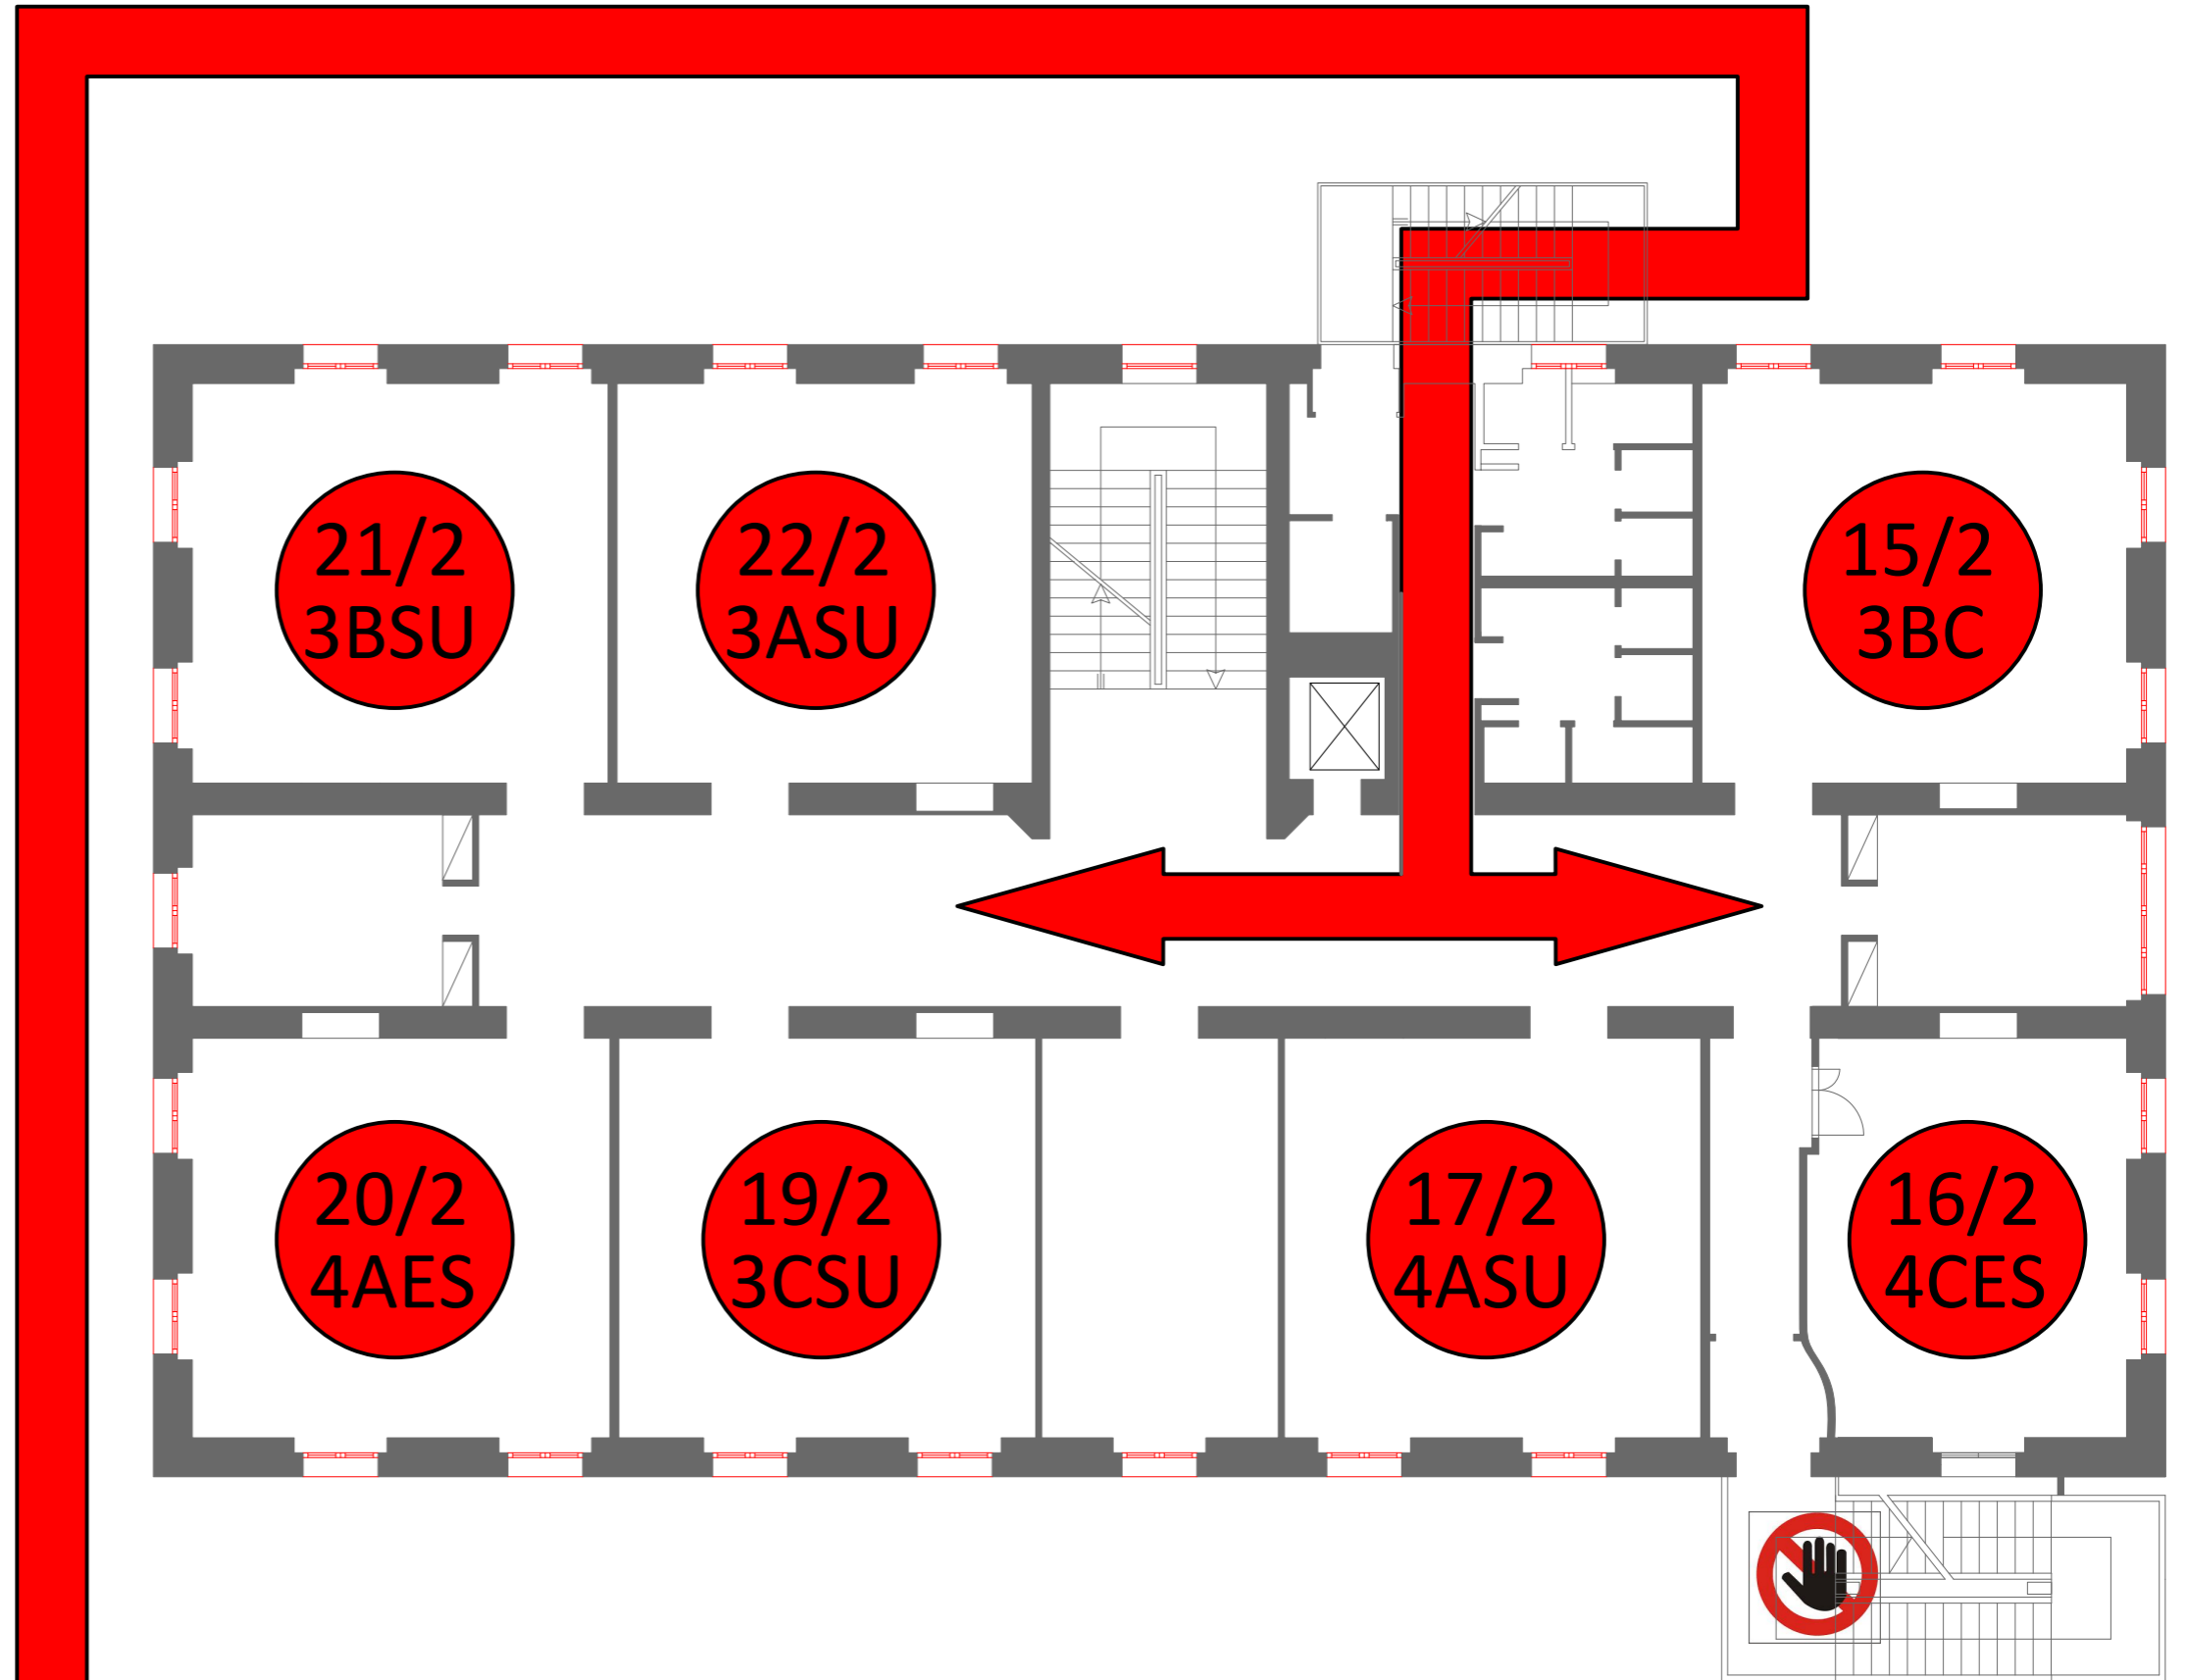 21/2
3BSU
22/2
3ASU
15/2
3BC
20/2
4AES
19/2
3CSU
17/2
4ASU
16/2
4CES